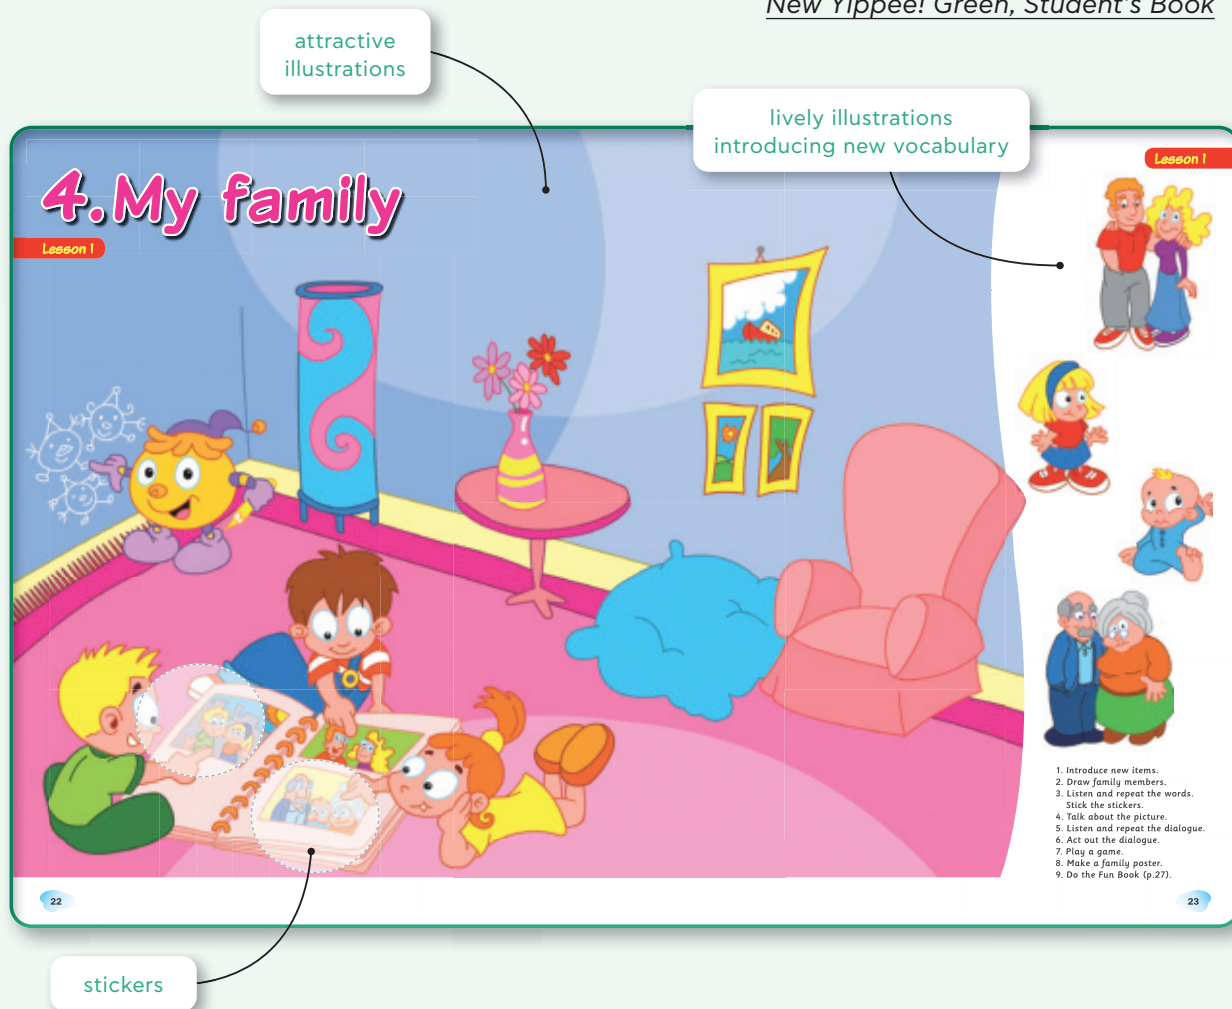 New Yippee! Green, Student's Book
attractive
illustrations
lively illustrations
introducing new vocabulary
4. My family
Lesson 1
Lesson 1
1. Introduce new items.
2. Draw family members.
3. Listen and repeat the words.
Stick the stickers.
4. Talk about the picture.
5. Listen and repeat the dialogue.
6. Act out the dialogue.
7. Play a game.
8. Make a family poster.
9. Do the Fun Book (p.27).
22
23
stickers